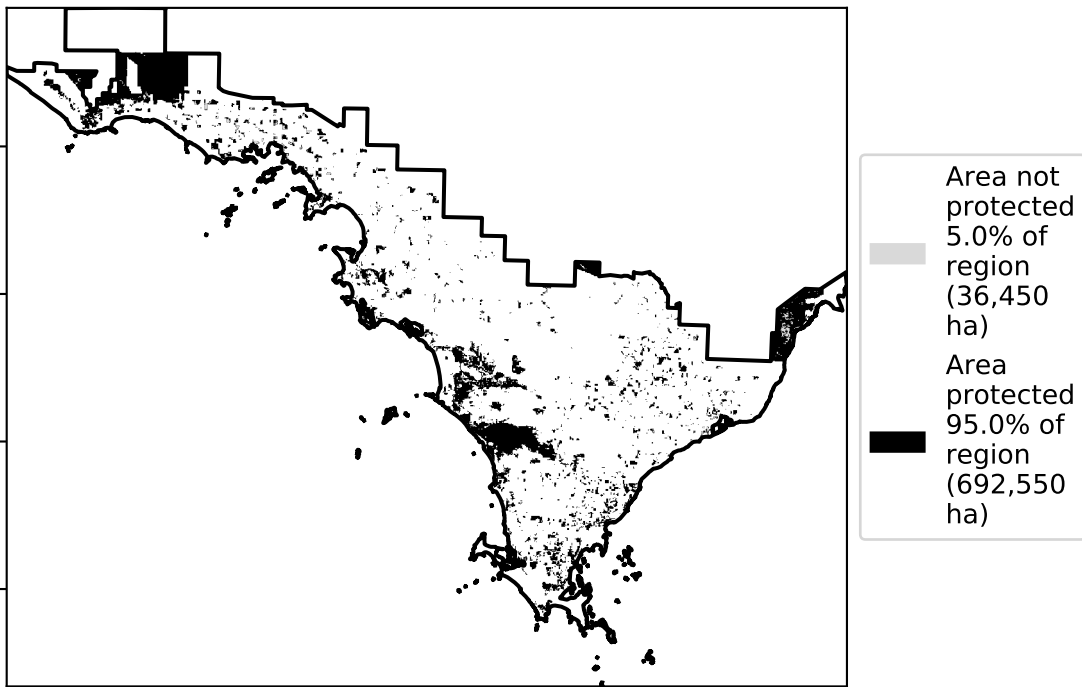 Area not
protected
5.0% of
region
(36,450
ha)
Area
protected
95.0% of
region
(692,550
ha)